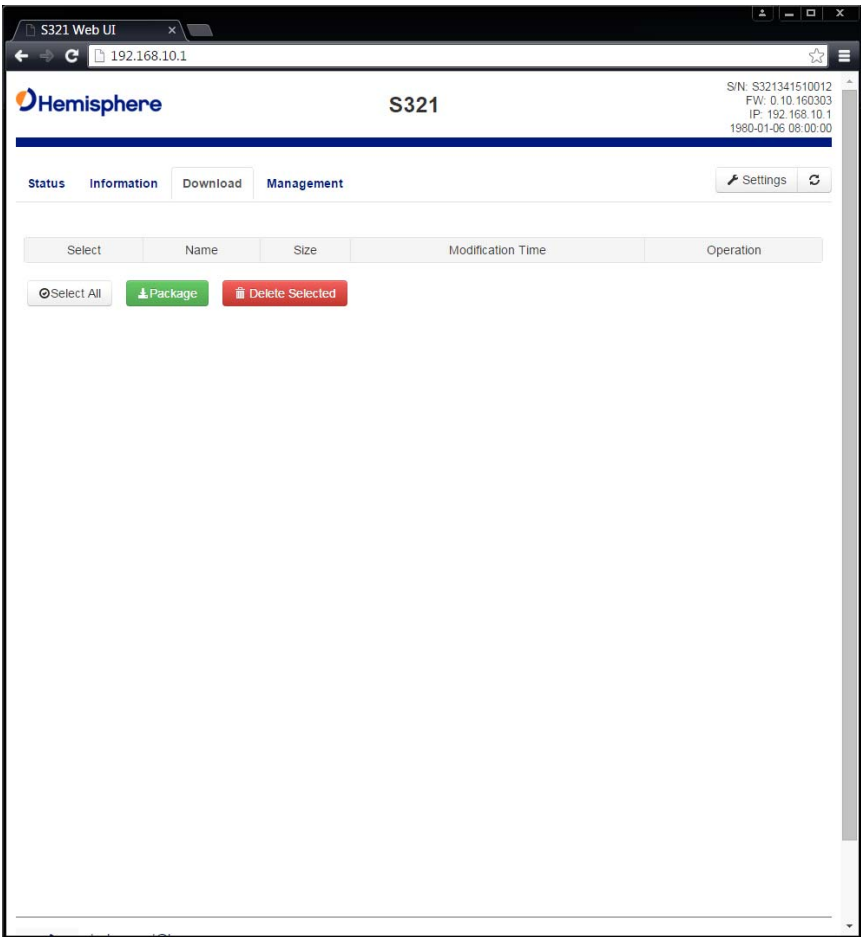 S321 Web UI
192.168.10.1
Hemisphere
S321
S/N: S321341510012
FW: 0.10.160303
IP: 192.168.10.1
1980-01-06 08:00:00
Status Information Download Management Settings
Select Name Size Modification Time Operation
Select All Package Delete Selected